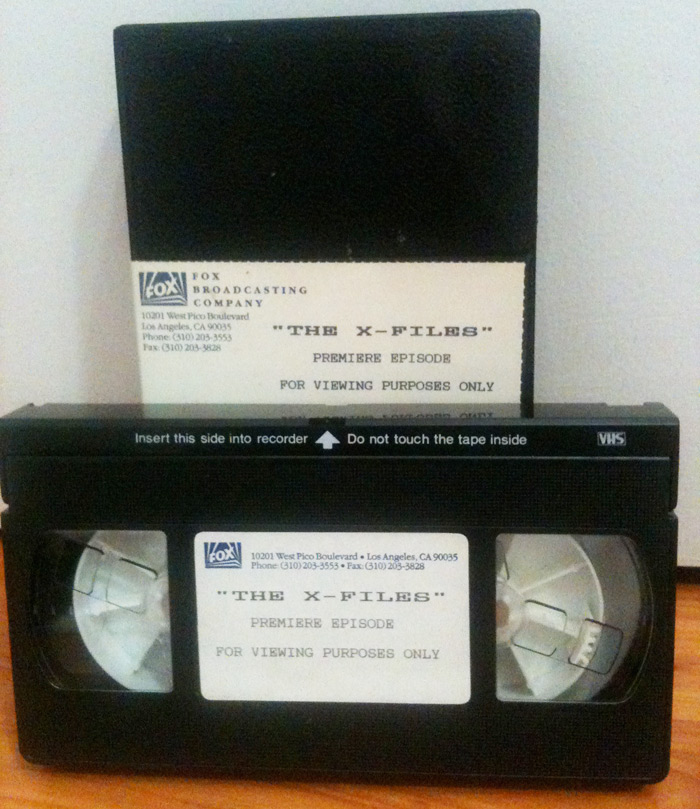 FOX
FOX
BROADCASTING
COMPANY
10201 West Pico Boulevard
Los Angeles, CA 90035
Phone: (310) 203-3553
Fax: (310) 203-3828
"THE X-FILES"
PREMIERE EPISODE
FOR VIEWING PURPOSES ONLY
Insert this side into recorder Do not touch the tape inside
VHS
FOX
10201 West Pico Boulevard • Los Angeles, CA 90035
Phone: (310) 203-3553 • Fax: (310) 203-3828
"THE X-FILES"
PREMIERE EPISODE
FOR VIEWING PURPOSES ONLY